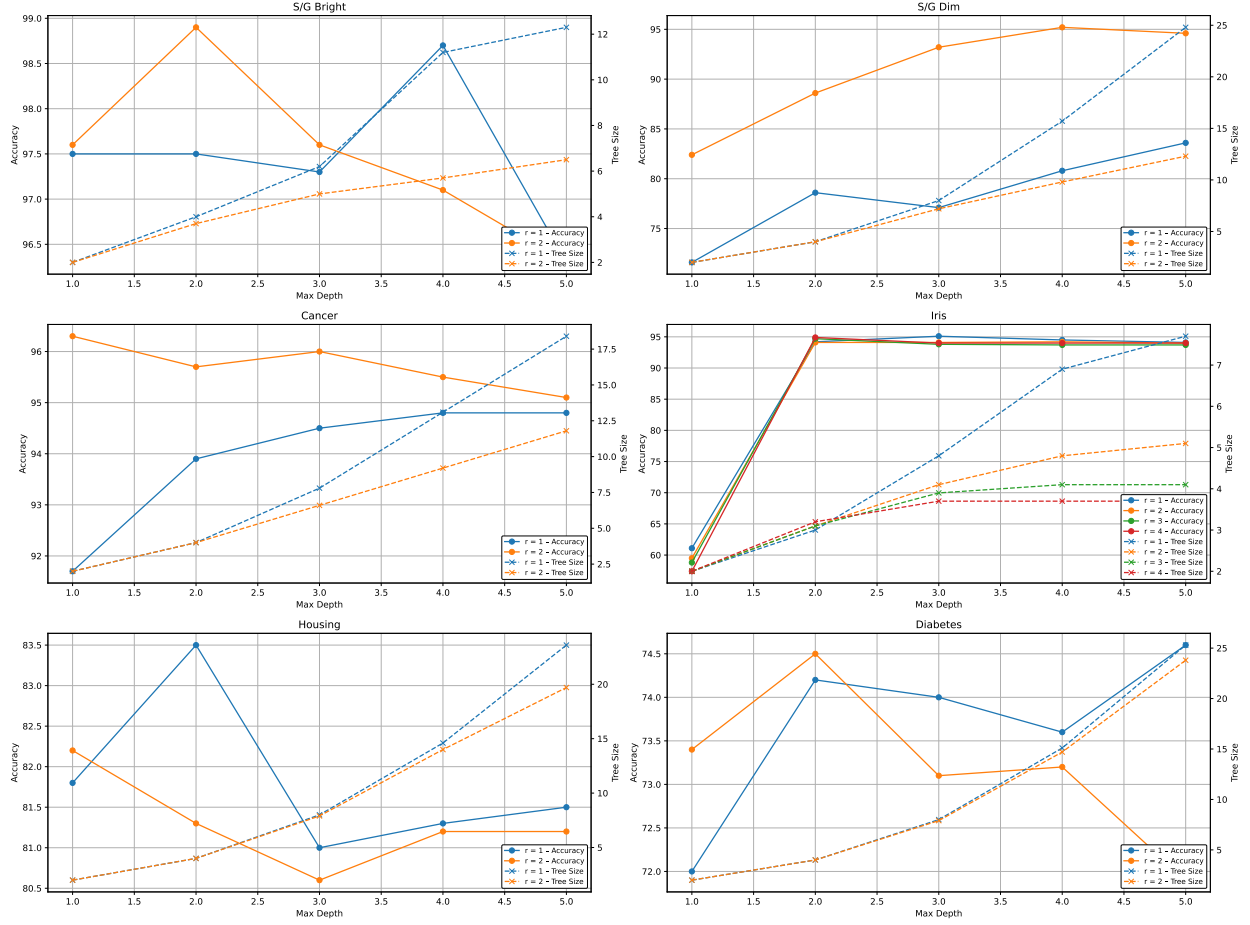 S/G Bright
99.0
98.5
98.0
97.5
97.0
96.5
Accuracy
12
10
8
6
4
2
Tree Size
r = 1 – Accuracy
r = 2 – Accuracy
r = 1 – Tree Size
r = 2 – Tree Size
1.0 1.5 2.0 2.5 3.0 3.5 4.0 4.5 5.0
Max Depth
S/G Dim
95
90
85
80
75
Accuracy
25
20
15
10
5
Tree Size
r = 1 – Accuracy
r = 2 – Accuracy
r = 1 – Tree Size
r = 2 – Tree Size
1.0 1.5 2.0 2.5 3.0 3.5 4.0 4.5 5.0
Max Depth
Cancer
96
95
94
93
92
Accuracy
17.5
15.0
12.5
10.0
7.5
5.0
2.5
Tree Size
r = 1 – Accuracy
r = 2 – Accuracy
r = 1 – Tree Size
r = 2 – Tree Size
1.0 1.5 2.0 2.5 3.0 3.5 4.0 4.5 5.0
Max Depth
Iris
95
90
85
80
75
70
65
60
Accuracy
7
6
5
4
3
2
Tree Size
r = 1 – Accuracy
r = 2 – Accuracy
r = 3 – Accuracy
r = 4 – Accuracy
r = 1 – Tree Size
r = 2 – Tree Size
r = 3 – Tree Size
r = 4 – Tree Size
1.0 1.5 2.0 2.5 3.0 3.5 4.0 4.5 5.0
Max Depth
Housing
83.5
83.0
82.5
82.0
81.5
81.0
80.5
Accuracy
20
15
10
5
Tree Size
r = 1 – Accuracy
r = 2 – Accuracy
r = 1 – Tree Size
r = 2 – Tree Size
1.0 1.5 2.0 2.5 3.0 3.5 4.0 4.5 5.0
Max Depth
Diabetes
74.5
74.0
73.5
73.0
72.5
72.0
Accuracy
25
20
15
10
5
Tree Size
r = 1 – Accuracy
r = 2 – Accuracy
r = 1 – Tree Size
r = 2 – Tree Size
1.0 1.5 2.0 2.5 3.0 3.5 4.0 4.5 5.0
Max Depth